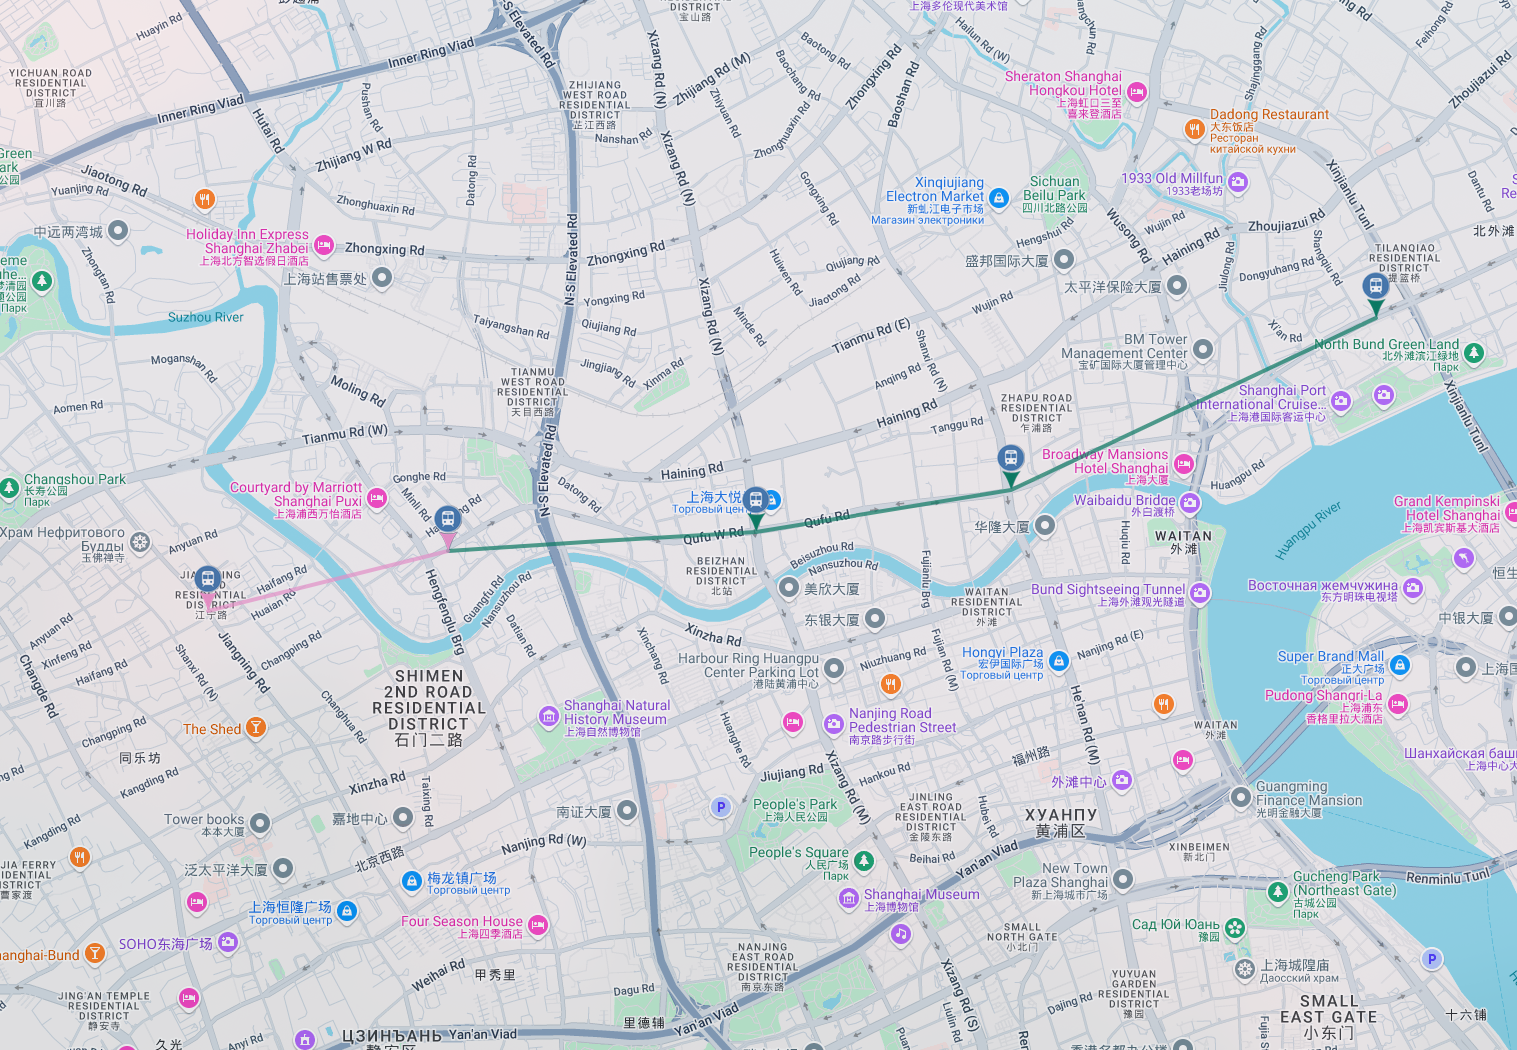 Huayin Rd
Inner Ring Viad
YICHUAN ROAD
RESIDENTIAL
DISTRICT
宜川路
Inner Ring Viad
Hutai Rd
Pushan Rd
N-S Elevated Rd
Xizang Rd (N)
宝山路
Zhijiang Rd (M)
ZHIJIANG
WEST ROAD
RESIDENTIAL
DISTRICT
芷江西路
Nanshan Rd
Baotong Rd
Baochang Rd
Zhiyuan Rd
Zhongxing Rd
Zhonghuaxin Rd
Baoshan Rd
上海多伦现代美术馆
Hailun Rd (W)
Sheraton Shanghai
Hongkou Hotel
上海虹口三至
喜来登酒店
Dadong Restaurant
大东饭店
Ресторан
китайской кухни
Zhoujiazui Rd
Feihong Rd
Shajinggang Rd
1933 Old Millfun
1933老场坊
Xinqiujiang
Electron Market
新虬江电子市场
Магазин электроники
Sichuan
Beilu Park
四川北路公园
Xinjianlu Tunl
Dantu Rd
Zhoujiazui Rd
北外滩
TILANQIAO
RESIDENTIAL
DISTRICT
提篮桥
Jiaotong Rd
Yuanjing Rd
Zhijiang W Rd
Datong Rd
Zhonghuaxin Rd
中远两湾城
Zhongtan Rd
Holiday Inn Express
Shanghai Zhabei
上海北方智选假日酒店
Zhongxing Rd
上海站售票处
Zhongxing Rd
N-S Elevated Rd
Xizang Rd (N)
Gongxing Rd
Huiwen Rd
Qiujiang Rd
Jiaotong Rd
Hengshui Rd
盛邦国际大厦
Wusong Rd
Wujin Rd
Haining Rd
太平洋保险大厦
Jiulong Rd
Dongyuhang Rd
Shangqiu Rd
Suzhou River
Moganshan Rd
Yongxing Rd
Taiyangshan Rd
Qiujiang Rd
Jingjiang Rd
Xinma Rd
Minde Rd
Tianmu Rd (E)
Shanxi Rd (N)
Wujin Rd
Xi'an Rd
BM Tower
Management Center
宝矿国际大厦管理中心
North Bund Green Land
北外滩滨江绿地
Парк
Moling Rd
Aomen Rd
TIANMU
WEST ROAD
RESIDENTIAL
DISTRICT
天目西路
Anqing Rd
Haining Rd
ZHAPU ROAD
RESIDENTIAL
DISTRICT
乍浦路
Tanggu Rd
Shanghai Port
International Cruise...
上海港国际客运中心
Xinjianlu Tunl
Tianmu Rd (W)
N-S Elevated Rd
Haining Rd
Datong Rd
Changshou Park
长寿公园
Парк
Gonghe Rd
Minli Rd
Courtyard by Marriott
Shanghai Puxi
上海浦西万怡酒店
上海大悦
Broadway Mansions
Hotel Shanghai
上海大厦
Huangpu Rd
Waibaidu Bridge
外白渡桥
Grand Kempinski
Hotel Shanghai
上海凯宾斯基大酒店
Храм Нефритового
Будды
玉佛禅寺
Anyuan Rd
Qufu W Rd
Qufu Rd
华隆大厦
WAITAN
外滩
Huqiu Rd
Huangpu River
江宁路
Haifang Rd
Huaian Rd
Hengfenglu Brg
Guangfu Rd
Nansuzhou Rd
BEIZHAN
RESIDENTIAL
DISTRICT
北站
Beisuzhou Rd
Nansuzhou Rd
Fujianlu Brg
美欣大厦
东银大厦
WAITAN
RESIDENTIAL
DISTRICT
外滩
Bund Sightseeing Tunnel
上海外滩观光隧道
Восточная жемчужина
东方明珠电视塔
中银大厦
Anyuan Rd
Xinfeng Rd
Haifang Rd
Changde Rd
Shanxi Rd (N)
Jiangning Rd
Changping Rd
Datian Rd
Xinchang Rd
Xinzha Rd
Harbour Ring Huangpu
Center Parking Lot
港陆黄浦中心
Niuzhuang Rd
Fujian Rd (M)
Hongyi Plaza
宏伊国际广场
Торговый центр
Nanjing Rd (E)
Super Brand Mall
正大广场
Торговый центр
Pudong Shangri-La
上海浦东
香格里拉大酒店
SHIMEN
2ND ROAD
RESIDENTIAL
DISTRICT
石门二路
Changhua Rd
The Shed
Changping Rd
同乐坊
Kangding Rd
Shanghai Natural
History Museum
上海自然博物馆
Huanghe Rd
Nanjing Road
Pedestrian Street
南京路步行街
He'nan Rd (M)
福州路
WAITAN
外滩
外滩中心
Xinzha Rd
Taixing Rd
Jiujiang Rd
Xizang Rd (M)
Hankou Rd
People's Park
上海人民公园
JINLING
EAST ROAD
RESIDENTIAL
DISTRICT
金陵东路
Hubei Rd
ХУАНПУ
黄浦区
Guangming
Finance Mansion
光明金融大厦
Kangding Rd
Tower books
本本大厦
嘉地中心
南证大厦
P
Nanjing Rd (W)
北京西路
People's Square
人民广场
Парк
Beihai Rd
Yan'an Viad
XINBEIMEN
新北门
Renminlu Tunl
泛太平洋大厦
梅龙镇广场
Торговый центр
New Town
Plaza Shanghai
新上海城市广场
Gucheng Park
(Northeast Gate)
古城公园
Парк
上海恒隆广场
Торговый центр
Four Season House
上海四季酒店
Shanghai Museum
上海博物馆
SMALL
NORTH GATE
小北门
Сад Юй Юань
豫园
SOHO东海广场
Weihai Rd
甲秀里
NANJING
EAST ROAD
RESIDENTIAL
DISTRICT
南京东路
Xizang Rd (S)
YUYUAN
GARDEN
RESIDENTIAL
DISTRICT
豫园
上海城隍庙
Даосский храм
P
JING'AN TEMPLE
RESIDENTIAL
DISTRICT
静安寺
Dagu Rd
里德铺
Yan'an Viad
Dajing Rd
Liulin Rd
SMALL
EAST GATE
小东门
十六铺
久光
Anyi Rd
ЦЗИНЪАНЬ
Yan'an Viad